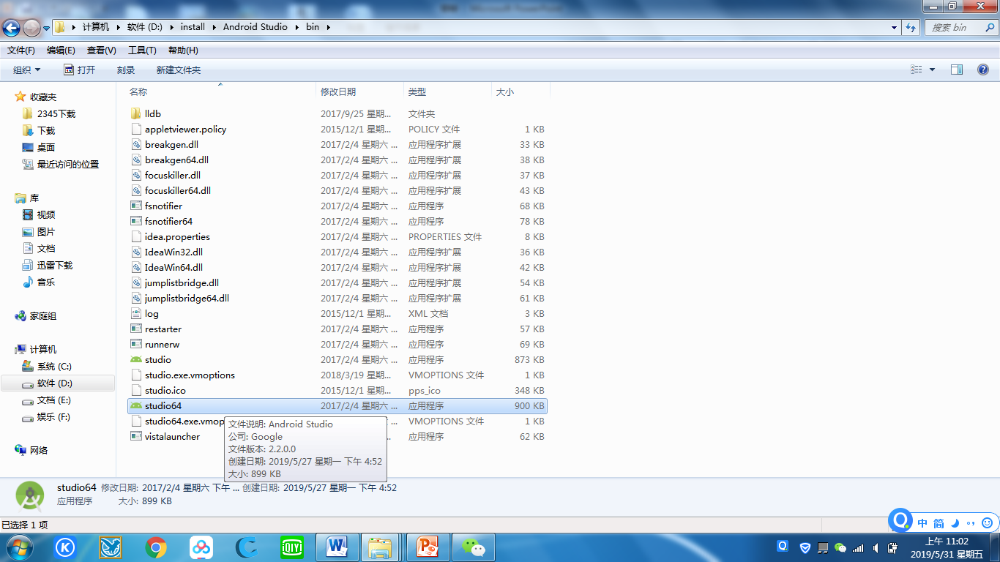 计算机 软件 (D:) install Android Studio bin
搜索 bin
文件(F) 编辑(E) 查看(V) 工具(T) 帮助(H)
组织 打开 刻录 新建文件夹
收藏夹
2345下载
下载
桌面
最近访问的位置
库
视频
图片
文档
迅雷下载
音乐
家庭组
计算机
系统 (C:)
软件 (D:)
文档 (E:)
娱乐 (F:)
网络
名称 修改日期 类型 大小
lldb 2017/9/25 星期... 文件夹
appletviewer.policy 2015/12/1 星期... POLICY 文件 1 KB
breakgen.dll 2017/2/4 星期六 ... 应用程序扩展 33 KB
breakgen64.dll 2017/2/4 星期六 ... 应用程序扩展 38 KB
focuskiller.dll 2017/2/4 星期六 ... 应用程序扩展 37 KB
focuskiller64.dll 2017/2/4 星期六 ... 应用程序扩展 43 KB
fsnotifier 2017/2/4 星期六 ... 应用程序 68 KB
fsnotifier64 2017/2/4 星期六 ... 应用程序 78 KB
idea.properties 2017/2/4 星期六 ... PROPERTIES 文件 8 KB
IdeaWin32.dll 2017/2/4 星期六 ... 应用程序扩展 36 KB
IdeaWin64.dll 2017/2/4 星期六 ... 应用程序扩展 42 KB
jumplistbridge.dll 2017/2/4 星期六 ... 应用程序扩展 54 KB
jumplistbridge64.dll 2017/2/4 星期六 ... 应用程序扩展 61 KB
log 2015/12/1 星期... XML 文档 3 KB
restarter 2017/2/4 星期六 ... 应用程序 57 KB
runnerw 2017/2/4 星期六 ... 应用程序 69 KB
studio 2017/2/4 星期六 ... 应用程序 873 KB
studio.exe.vmoptions 2018/3/19 星期... VMOPTIONS 文件 1 KB
studio.ico 2015/12/1 星期... pps_ico 348 KB
studio64 2017/2/4 星期六 ... 应用程序 900 KB
studio64.exe.vmop VMOPTIONS 文件 1 KB
vistalauncher 应用程序 62 KB
文件说明: Android Studio
公司: Google
文件版本: 2.2.0.0
创建日期: 2019/5/27 星期一 下午 4:52
大小: 899 KB
studio64 修改日期: 2017/2/4 星期六 下午 ... 创建日期: 2019/5/27 星期一 下午 4:52
应用程序 大小: 899 KB
已选择 1 项
中 简
QIY
上午 11:02
2019/5/31 星期五